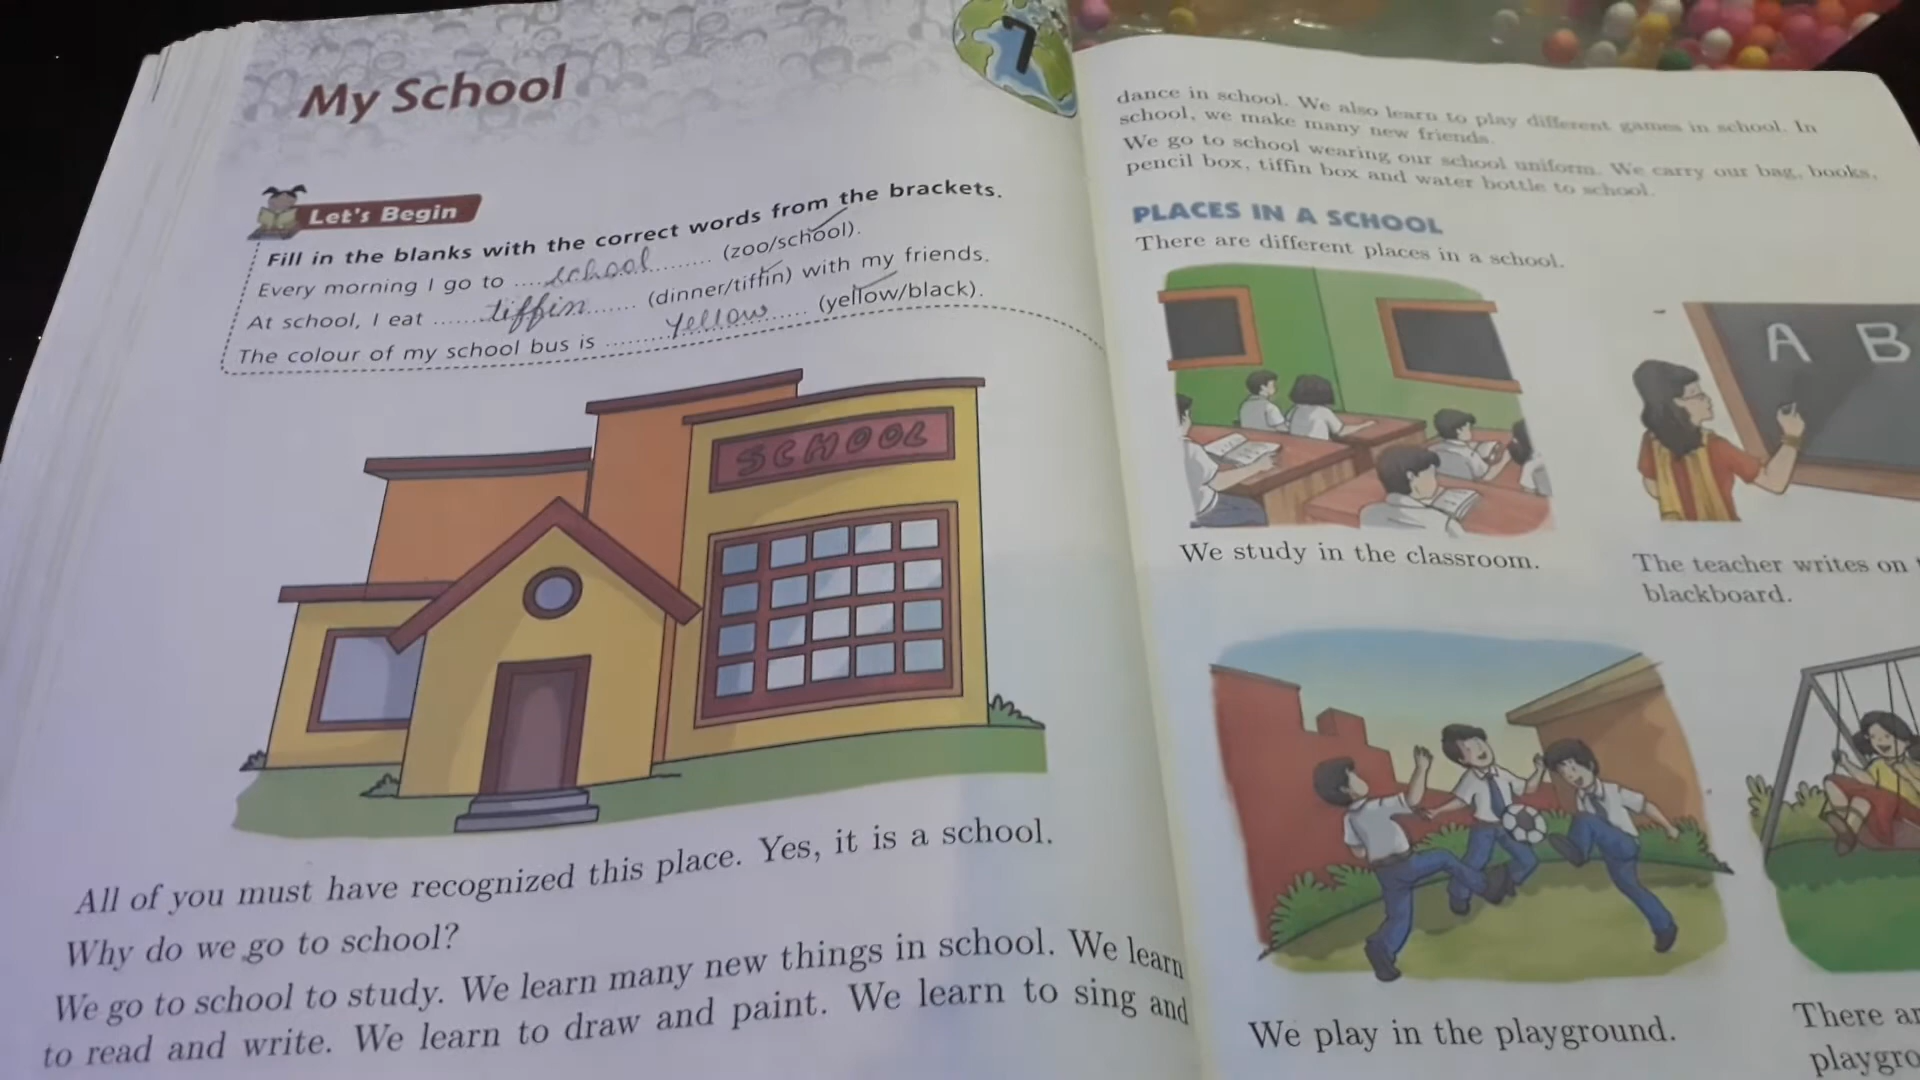 My School
7
Let's Begin
Fill in the blanks with the correct words from the brackets.
Every morning I go to .... school ........ (zoo/school).
At school, I eat ...... tiffin ...... (dinner/tiffin) with my friends.
The colour of my school bus is ........ yellow ..... (yellow/black).
SCHOOL
All of you must have recognized this place. Yes, it is a school.
Why do we go to school?
We go to school to study. We learn many new things in school. We learn
to read and write. We learn to draw and paint. We learn to sing and
dance in school. We also learn to play different games in school. In
school, we make many new friends.
We go to school wearing our school uniform. We carry our bag, books,
pencil box, tiffin box and water bottle to school.
PLACES IN A SCHOOL
There are different places in a school.
A B
We study in the classroom.
The teacher writes on
blackboard.
We play in the playground.
There